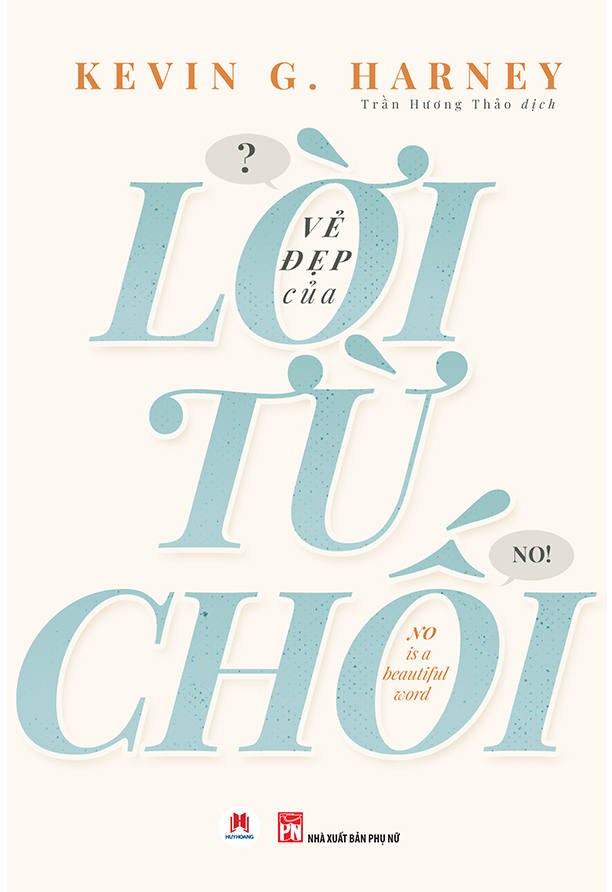 KEVIN G. HARNEY
Trần Hương Thảo dịch
?
VẺ
ĐẸP
của
LỜI
TỪ
CHỐI
NO!
NO
is a
beautiful
word
HUYHOANG
PN
NHÀ XUẤT BẢN PHỤ NỮ